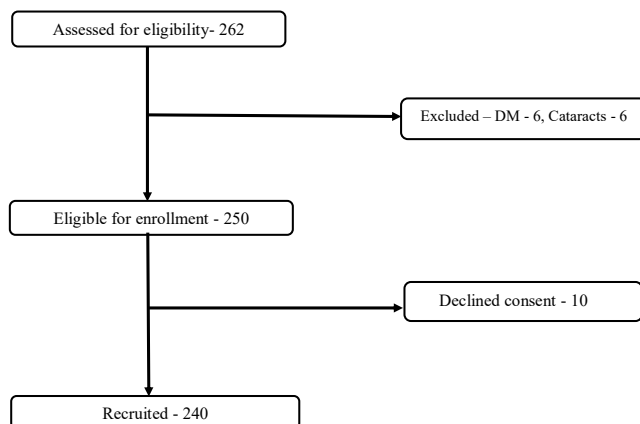 Assessed for eligibility- 262
Excluded – DM - 6, Cataracts - 6
Eligible for enrollment - 250
Declined consent - 10
Recruited - 240